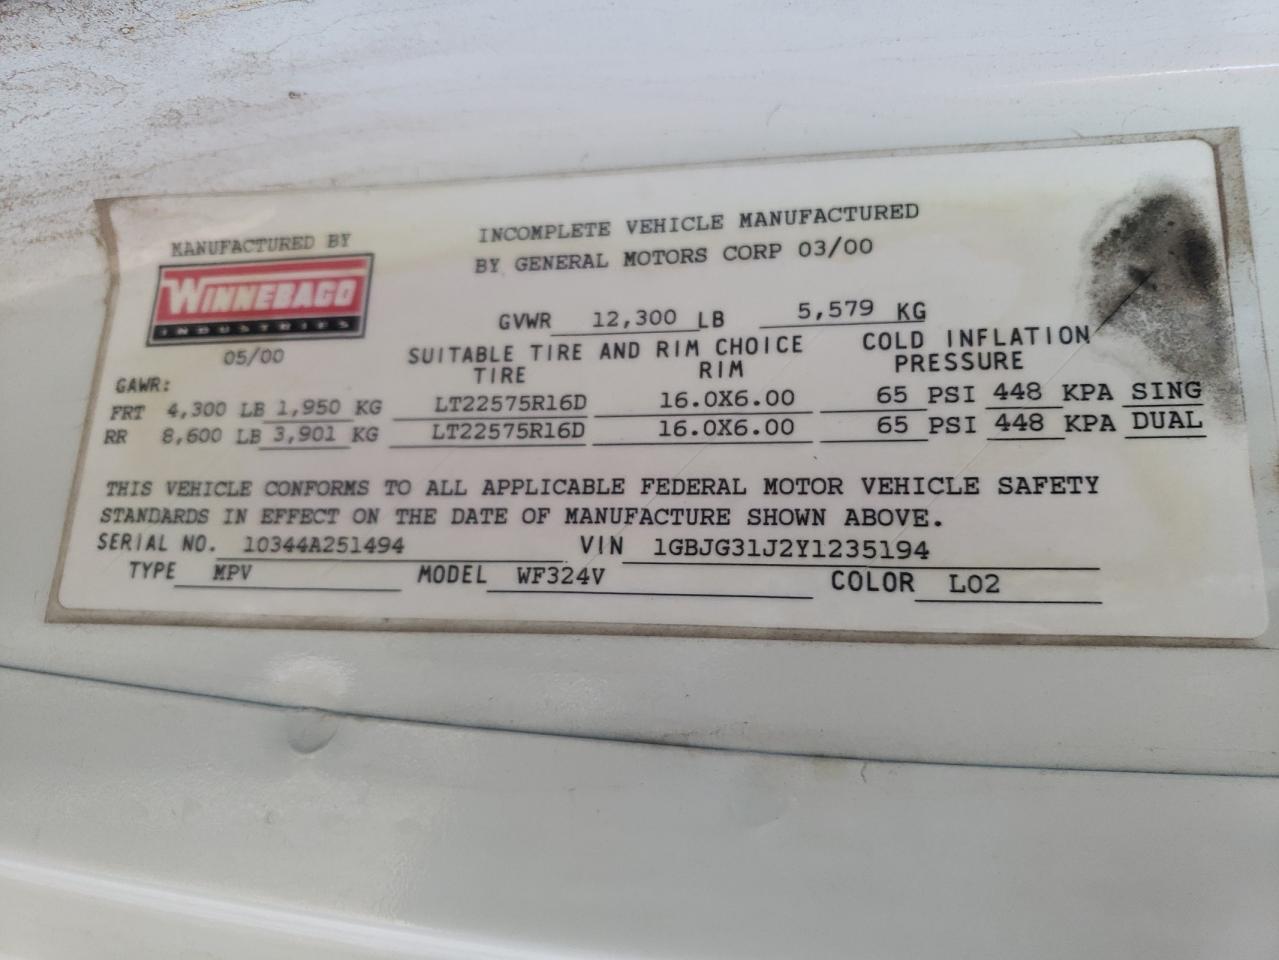 MANUFACTURED BY
WINNEBAGO
INDUSTRIES
05/00
INCOMPLETE VEHICLE MANUFACTURED
BY GENERAL MOTORS CORP 03/00
GVWR 12,300 LB 5,579 KG
SUITABLE TIRE AND RIM CHOICE COLD INFLATION
TIRE RIM PRESSURE
GAWR:
FRT 4,300 LB 1,950 KG LT22575R16D 16.0X6.00 65 PSI 448 KPA SING
RR 8,600 LB 3,901 KG LT22575R16D 16.0X6.00 65 PSI 448 KPA DUAL
THIS VEHICLE CONFORMS TO ALL APPLICABLE FEDERAL MOTOR VEHICLE SAFETY
STANDARDS IN EFFECT ON THE DATE OF MANUFACTURE SHOWN ABOVE.
SERIAL NO. 10344A251494 VIN 1GBJG31J2Y1235194
TYPE MPV MODEL WF324V COLOR L02